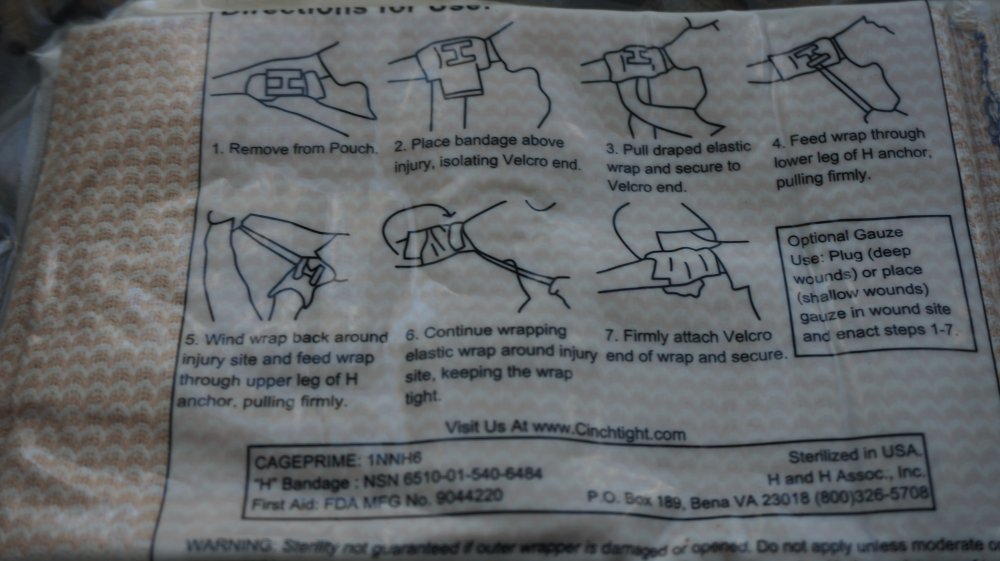 Directions for Use:
1. Remove from Pouch.
2. Place bandage above
injury, isolating Velcro end.
3. Pull draped elastic
wrap and secure to
Velcro end.
4. Feed wrap through
lower leg of H anchor,
pulling firmly.
5. Wind wrap back around
injury site and feed wrap
through upper leg of H
anchor, pulling firmly.
6. Continue wrapping
elastic wrap around injury
site, keeping the wrap
tight.
7. Firmly attach Velcro
end of wrap and secure.
Optional Gauze
Use: Plug (deep
wounds) or place
(shallow wounds)
gauze in wound site
and enact steps 1-7.
Visit Us At www.Cinchtight.com
CAGEPRIME: 1NNH6
"H" Bandage : NSN 6510-01-540-6484
First Aid: FDA MFG No. 9044220
Sterilized in USA.
H and H Assoc., Inc.
P.O. Box 189, Bena VA 23018 (800)326-5708
WARNING: Sterility not guaranteed if outer wrapper is damaged or opened. Do not apply unless moderate